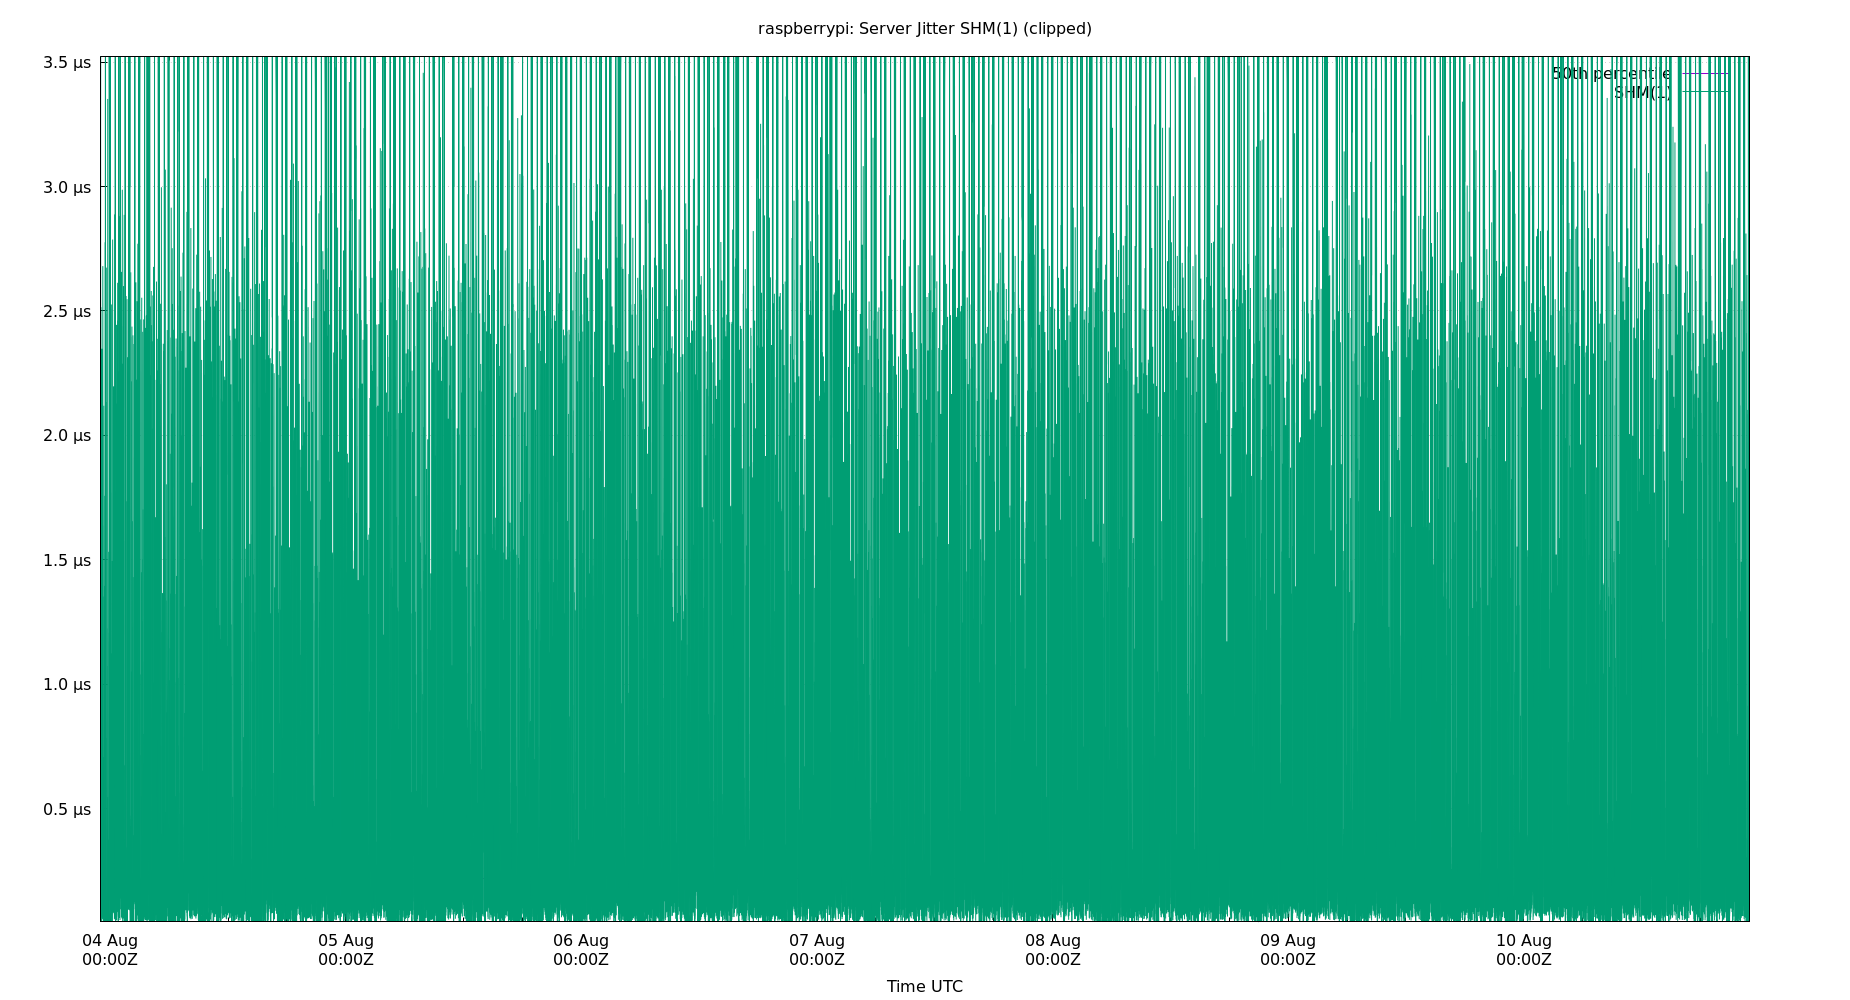 raspberrypi: Server Jitter SHM(1) (clipped)
50th percentile
SHM(1)
3.5 μs
3.0 μs
2.5 μs
2.0 μs
1.5 μs
1.0 μs
0.5 μs
04 Aug 05 Aug 06 Aug 07 Aug 08 Aug 09 Aug 10 Aug
00:00Z 00:00Z 00:00Z 00:00Z 00:00Z 00:00Z 00:00Z
Time UTC